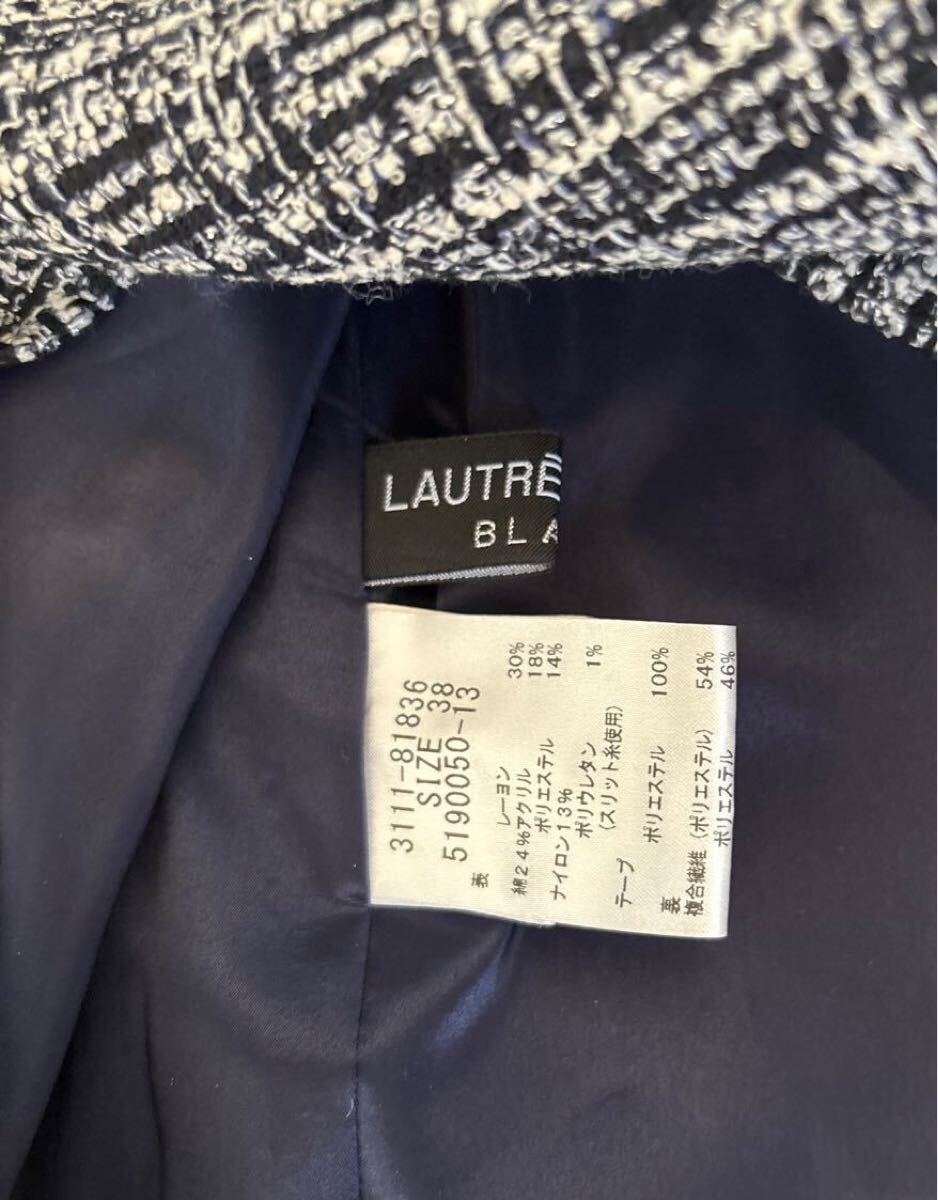 LAUTRE
BLA
3111-81836
SIZE 38
5190050-13
表
レーヨン 30%
綿24%アクリル 18%
ポリエステル 14%
ナイロン13%
ポリウレタン 1%
(スリット糸使用)
テープ
ポリエステル 100%
裏
複合繊維(ポリエステル) 54%
ポリエステル 46%